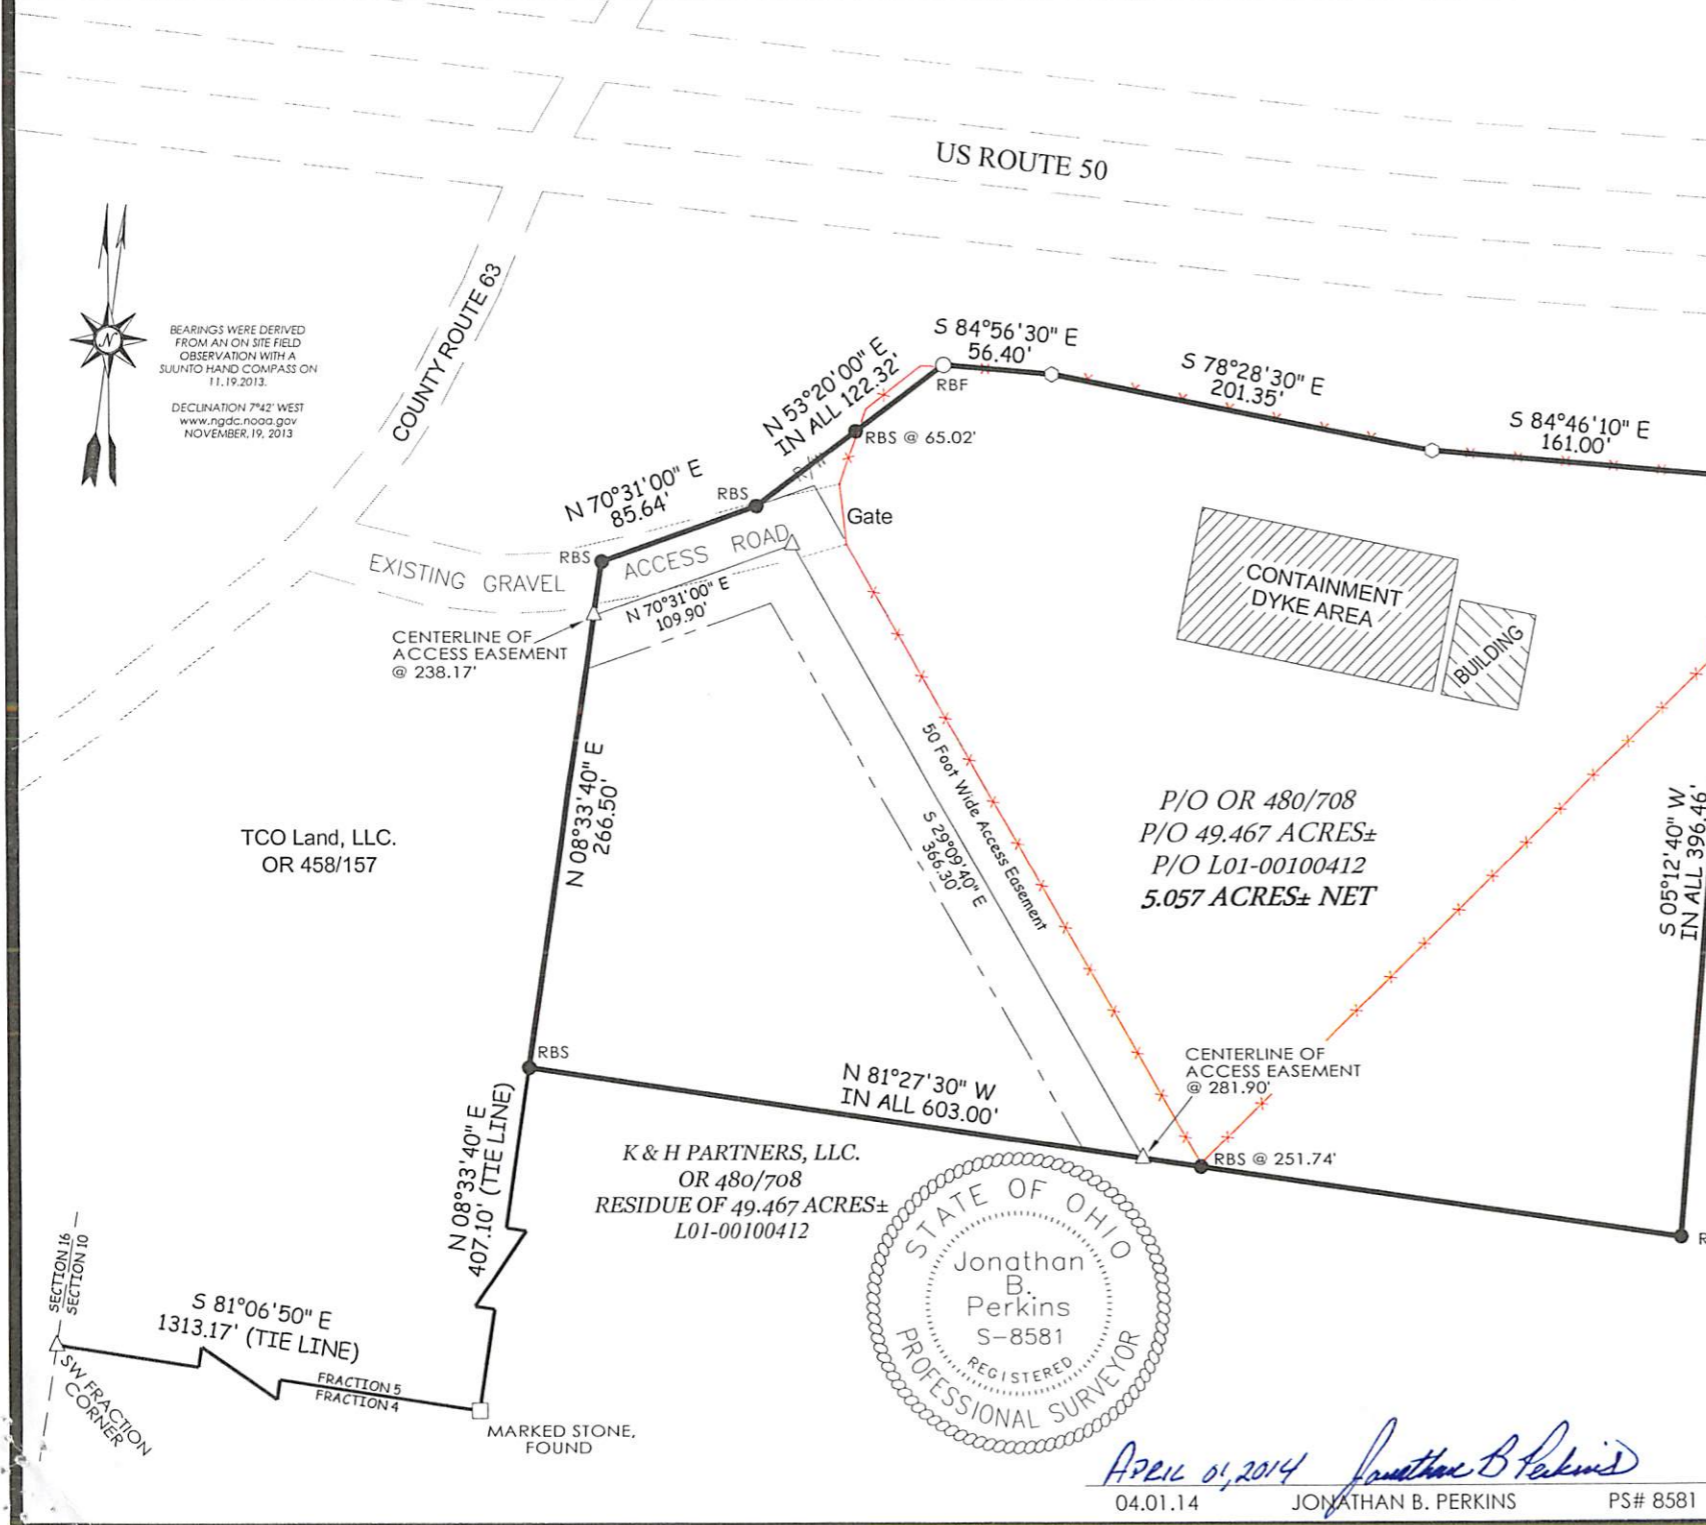 US ROUTE 50
COUNTY ROUTE 63
N
BEARINGS WERE DERIVED
FROM AN ON SITE FIELD
OBSERVATION WITH A
SUUNTO HAND COMPASS ON
11.19.2013.
DECLINATION 7°42' WEST
www.ngdc.noaa.gov
NOVEMBER, 19, 2013
S 84°56'30" E
56.40'
RBF
S 78°28'30" E
201.35'
S 84°46'10" E
161.00'
N 53°20'00" E
IN ALL 122.32'
RBS @ 65.02'
R/W
N 70°31'00" E
85.64'
RBS
RBS
Gate
EXISTING GRAVEL ACCESS ROAD
N 70°31'00" E
109.90'
CENTERLINE OF
ACCESS EASEMENT
@ 238.17'
CONTAINMENT
DYKE AREA
BUILDING
50 Foot Wide Access Easement
S 29°09'40" E
366.30'
N 08°33'40" E
266.50'
TCO Land, LLC.
OR 458/157
P/O OR 480/708
P/O 49.467 ACRES±
P/O L01-00100412
5.057 ACRES± NET
S 05°12'40" W
IN ALL 396.46'
RBS
CENTERLINE OF
ACCESS EASEMENT
@ 281.90'
N 81°27'30" W
IN ALL 603.00'
RBS @ 251.74'
R
N 08°33'40" E
407.10' (TIE LINE)
K & H PARTNERS, LLC.
OR 480/708
RESIDUE OF 49.467 ACRES±
L01-00100412
STATE OF OHIO
Jonathan
B.
Perkins
S-8581
REGISTERED
PROFESSIONAL SURVEYOR
SECTION 16
SECTION 10
S 81°06'50" E
1313.17' (TIE LINE)
FRACTION 5
FRACTION 4
SW FRACTION
CORNER
MARKED STONE,
FOUND
APRIL 01, 2014 Jonathan B Perkins
04.01.14 JONATHAN B. PERKINS PS# 8581